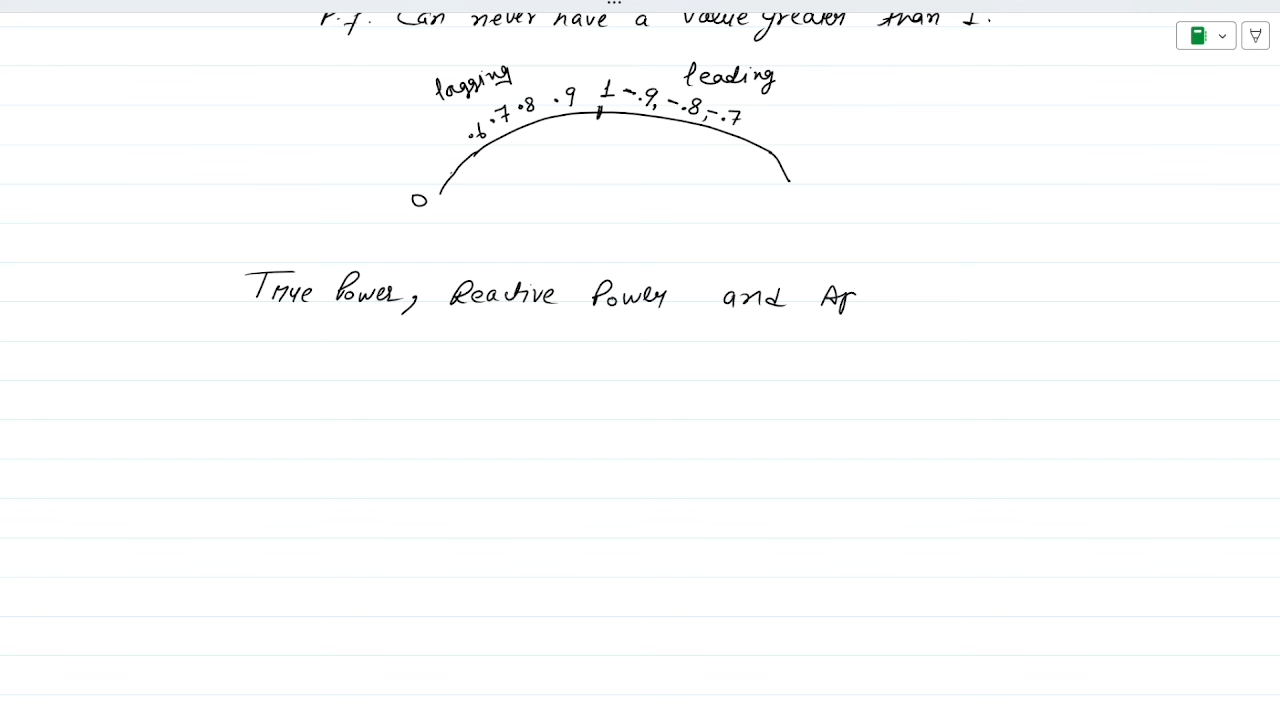 P.f. Can never have a value greater than 1.
lagging leading
.6 .7 .8 .9 1 -.9, -.8, -.7
0
True Power, Reactive Power and Ap